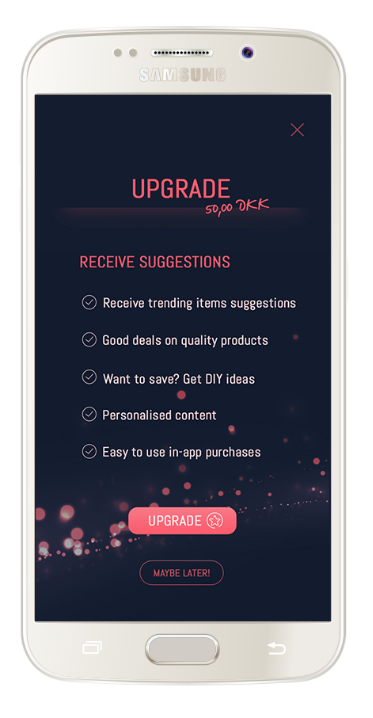 SAMSUNG
UPGRADE
50,00 DKK
RECEIVE SUGGESTIONS
Receive trending items suggestions
Good deals on quality products
Want to save? Get DIY ideas
Personalised content
Easy to use in-app purchases
UPGRADE
MAYBE LATER!